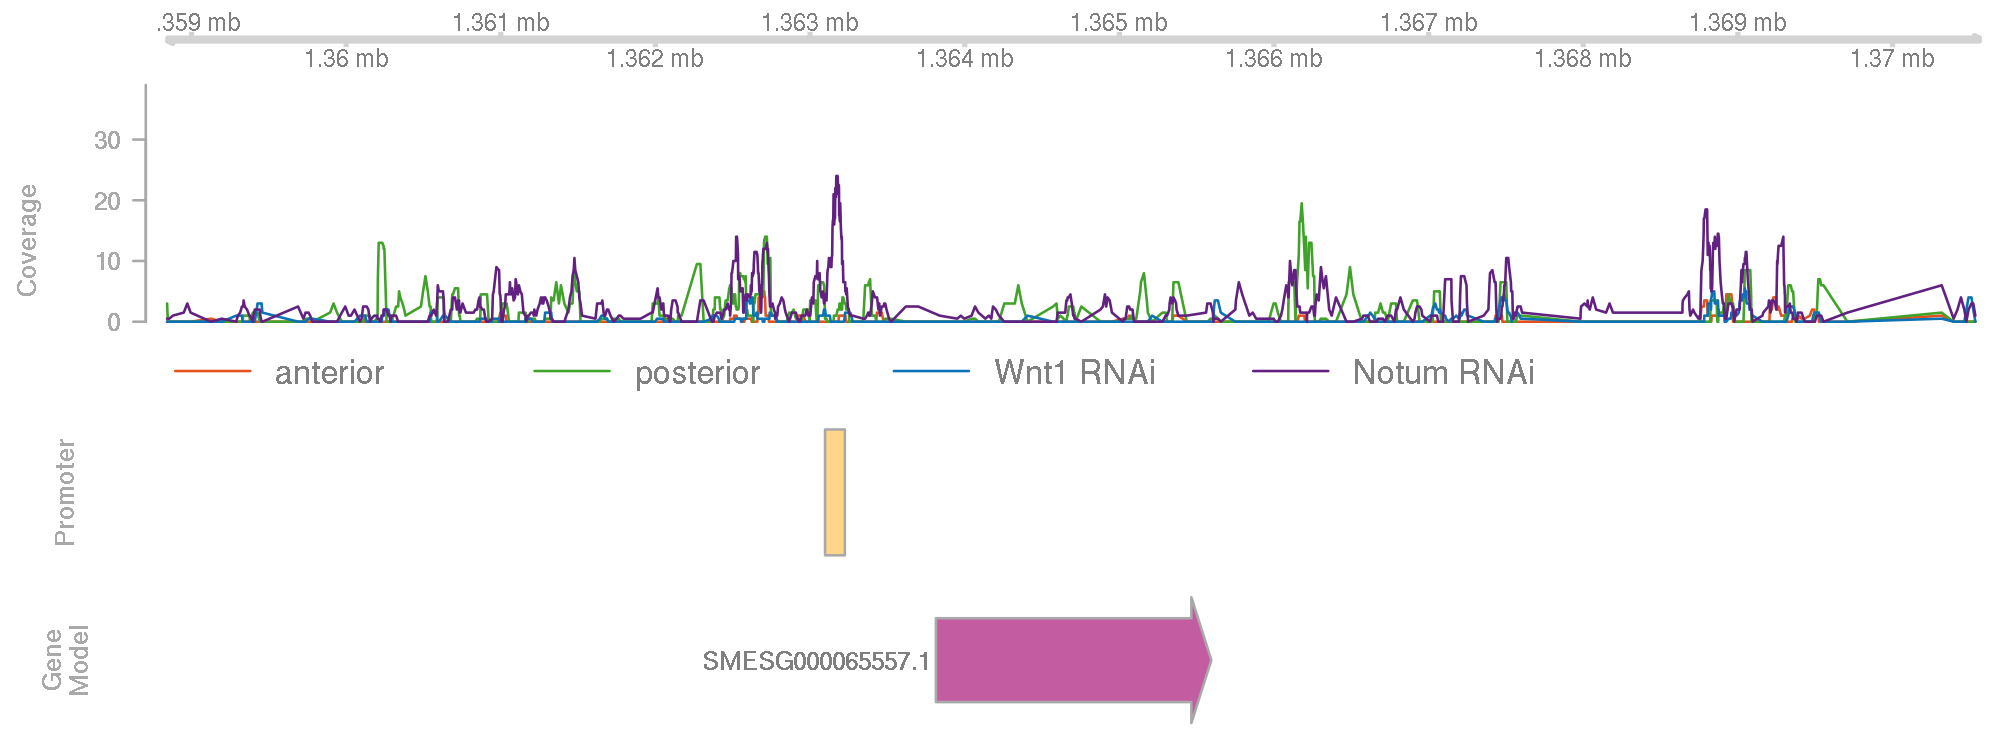 .359 mb 1.361 mb 1.363 mb 1.365 mb 1.367 mb 1.369 mb
1.36 mb 1.362 mb 1.364 mb 1.366 mb 1.368 mb 1.37 mb
Coverage
30
20
10
0
anterior posterior Wnt1 RNAi Notum RNAi
Promoter
Gene
Model
SMESG000065557.1